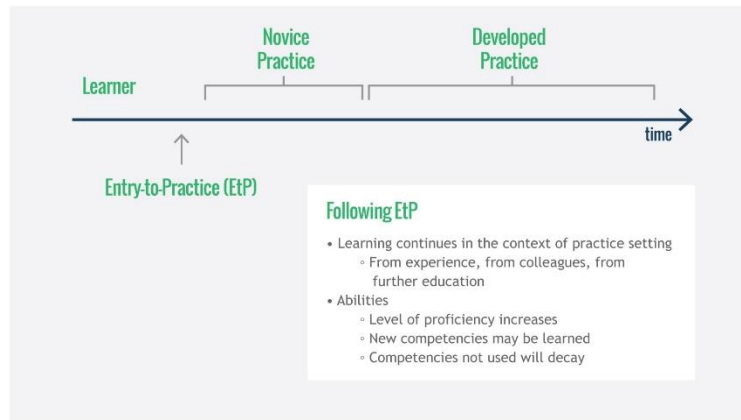 Novice
Practice
Developed
Practice
Learner
time
Entry-to-Practice (EtP)
Following EtP
• Learning continues in the context of practice setting
◦ From experience, from colleagues, from
further education
• Abilities
◦ Level of proficiency increases
◦ New competencies may be learned
◦ Competencies not used will decay